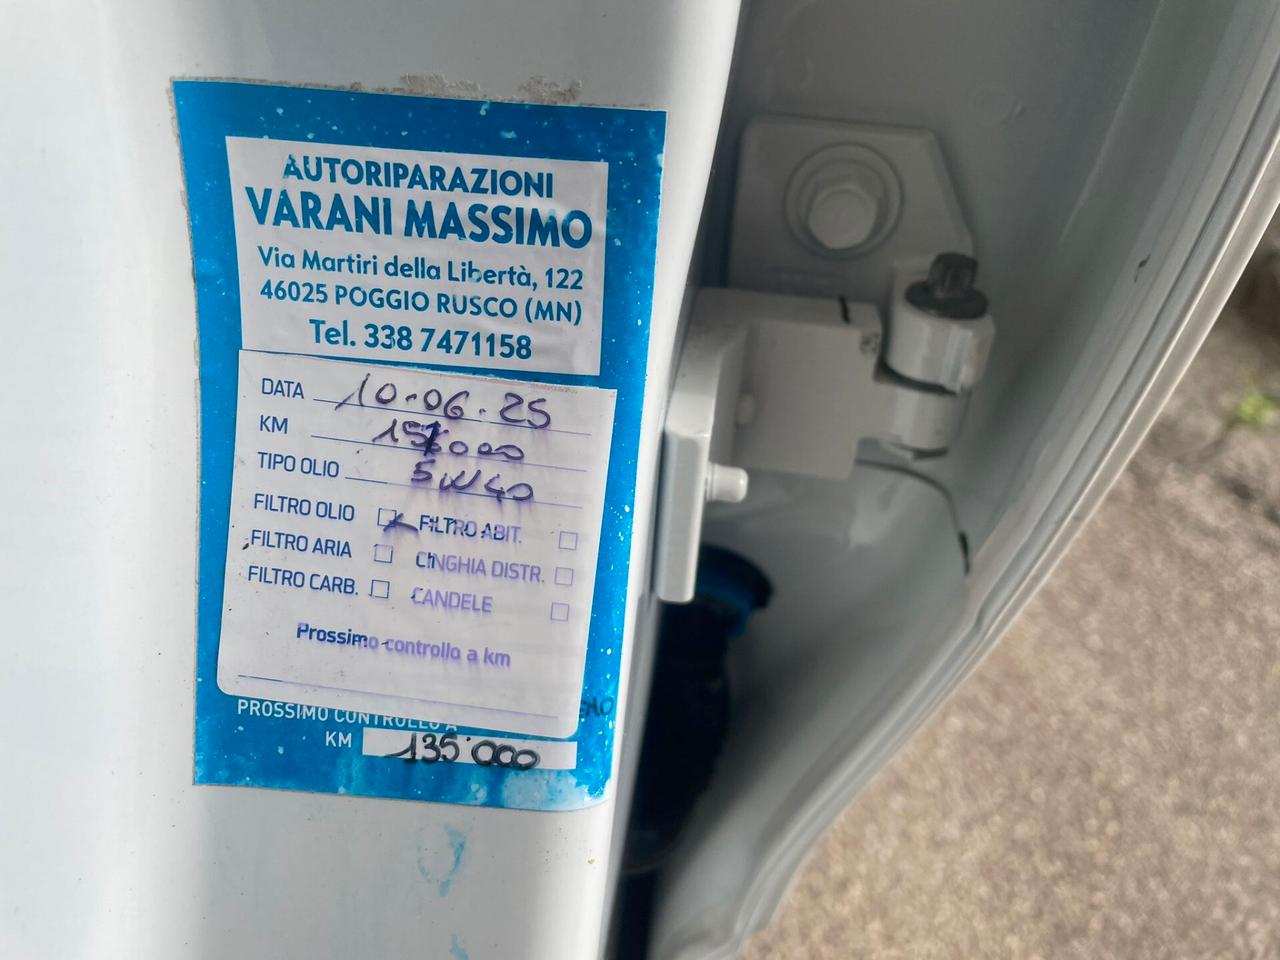 AUTORIPARAZIONI
VARANI MASSIMO
Via Martiri della Libertà, 122
46025 POGGIO RUSCO (MN)
Tel. 338 7471158
DATA 10-06-25
KM
TIPO OLIO 5W40
FILTRO OLIO FILTRO ABIT.
FILTRO ARIA CINGHIA DISTR.
FILTRO CARB. CANDELE
Prossimo controllo a km
PROSSIMO CONTROLLO A
KM 135'000